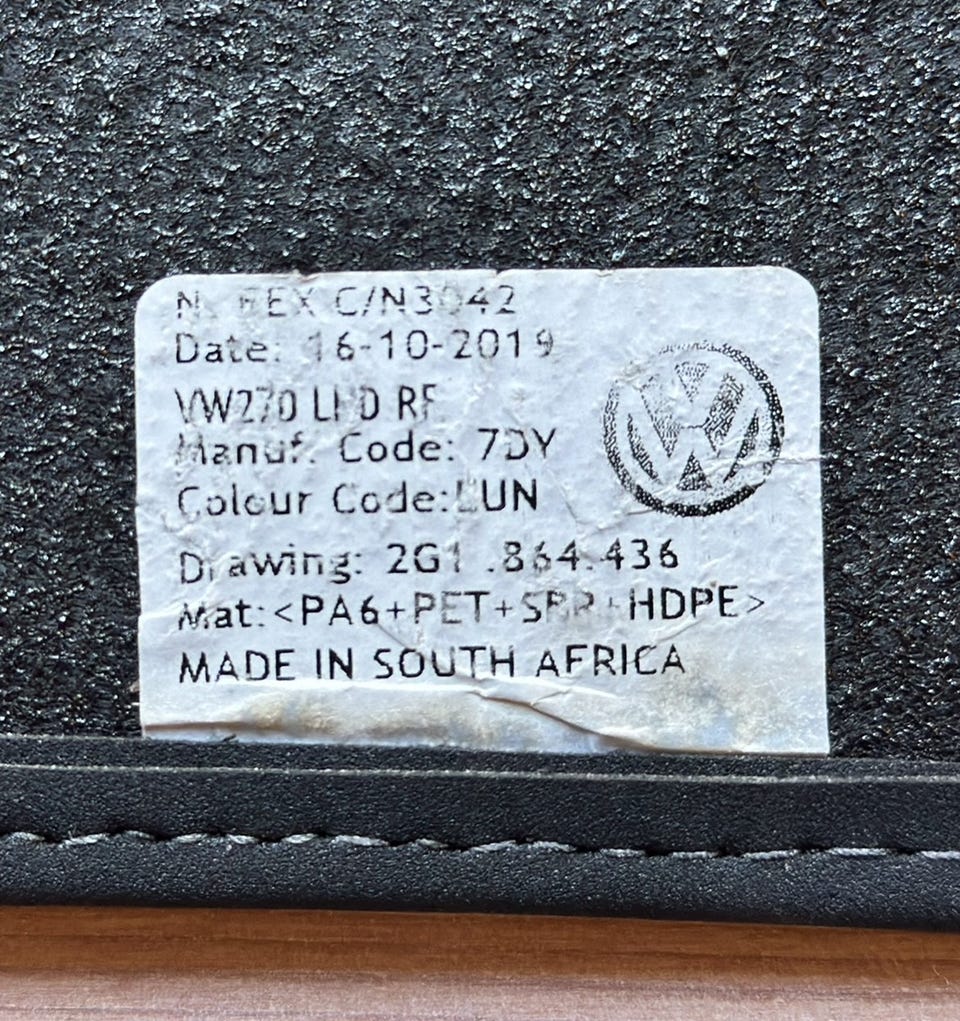 C/N3042
Date: 16-10-2019
VW270 LHD
Manuf. Code: 7DY
Colour Code:
Drawing: 2G1 .864.436
Mat:<PA6+PET+SBR+HDPE>
MADE IN SOUTH AFRICA